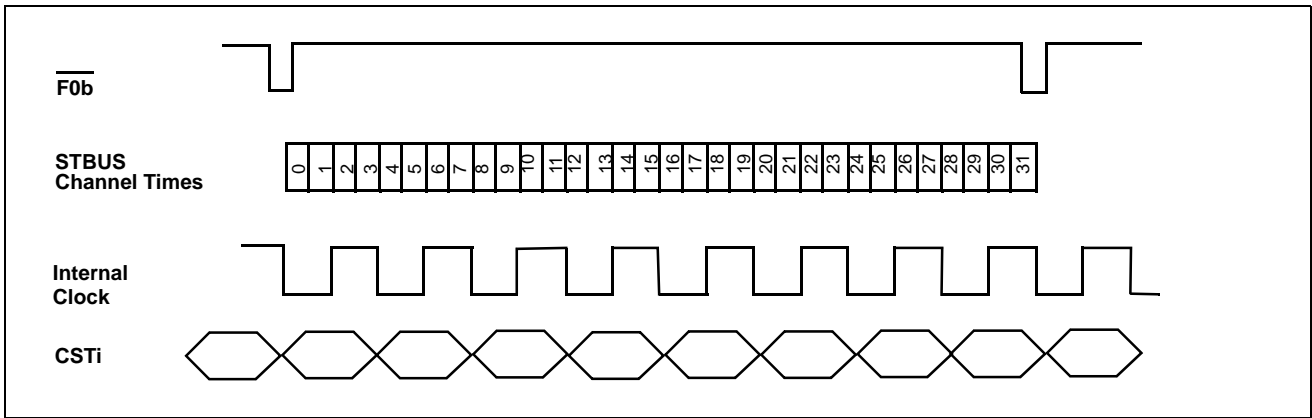 F0b
STBUS
Channel Times
0 1 2 3 4 5 6 7 8 9 10 11 12 13 14 15 16 17 18 19 20 21 22 23 24 25 26 27 28 29 30 31
Internal
Clock
CSTi